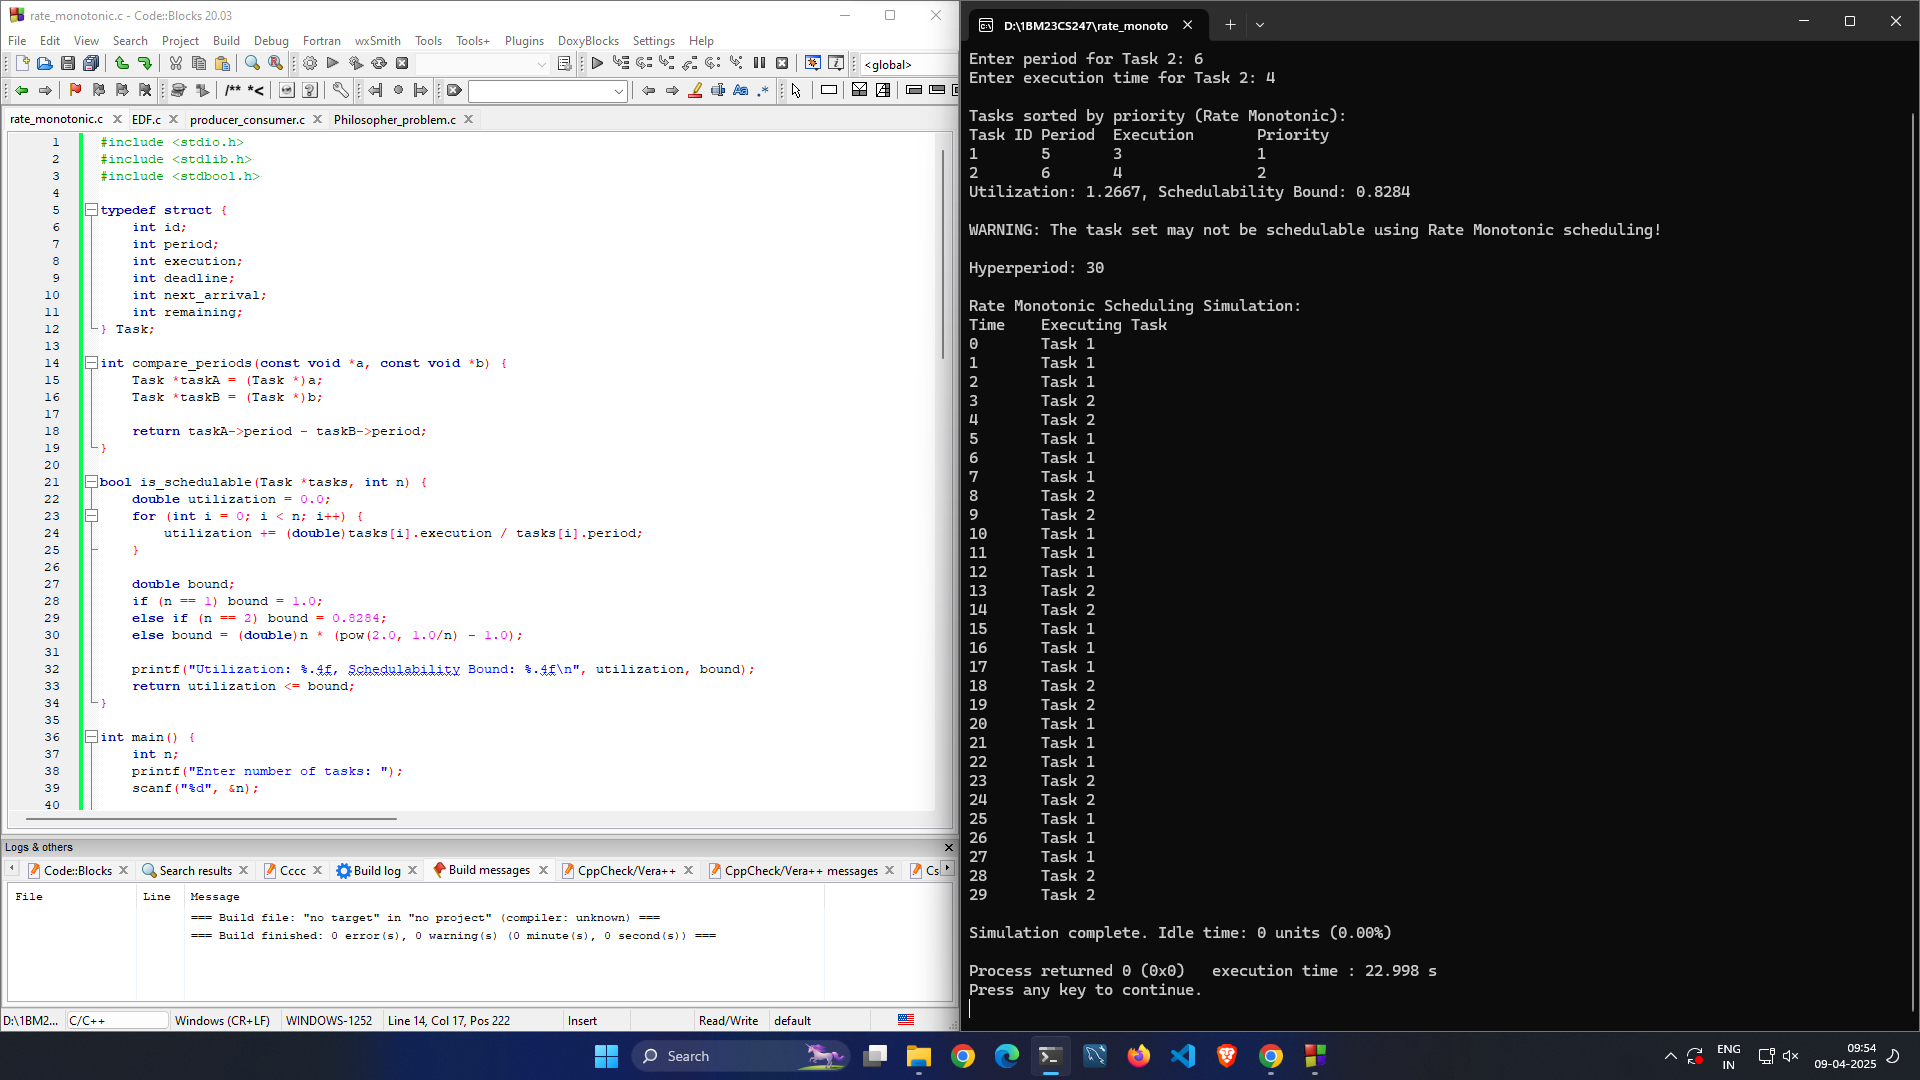 rate_monotonic.c - Code::Blocks 20.03
File Edit View Search Project Build Debug Fortran wxSmith Tools Tools+ Plugins DoxyBlocks Settings Help
<global>
/** *<
Aa .*
rate_monotonic.c EDF.c producer_consumer.c Philosopher_problem.c
1 #include <stdio.h>
2 #include <stdlib.h>
3 #include <stdbool.h>
4
5 typedef struct {
6 int id;
7 int period;
8 int execution;
9 int deadline;
10 int next_arrival;
11 int remaining;
12 } Task;
13
14 int compare_periods(const void *a, const void *b) {
15 Task *taskA = (Task *)a;
16 Task *taskB = (Task *)b;
17
18 return taskA->period - taskB->period;
19 }
20
21 bool is_schedulable(Task *tasks, int n) {
22 double utilization = 0.0;
23 for (int i = 0; i < n; i++) {
24 utilization += (double)tasks[i].execution / tasks[i].period;
25 }
26
27 double bound;
28 if (n == 1) bound = 1.0;
29 else if (n == 2) bound = 0.8284;
30 else bound = (double)n * (pow(2.0, 1.0/n) - 1.0);
31
32 printf("Utilization: %.4f, Schedulability Bound: %.4f\n", utilization, bound);
33 return utilization <= bound;
34 }
35
36 int main() {
37 int n;
38 printf("Enter number of tasks: ");
39 scanf("%d", &n);
40
Logs & others
Code::Blocks Search results Cccc Build log Build messages CppCheck/Vera++ CppCheck/Vera++ messages Cs
File Line Message
=== Build file: "no target" in "no project" (compiler: unknown) ===
=== Build finished: 0 error(s), 0 warning(s) (0 minute(s), 0 second(s)) ===
D:\1BM2... C/C++ Windows (CR+LF) WINDOWS-1252 Line 14, Col 17, Pos 222 Insert Read/Write default
D:\1BM23CS247\rate_monoto
Enter period for Task 2: 6
Enter execution time for Task 2: 4
Tasks sorted by priority (Rate Monotonic):
Task ID Period Execution Priority
1 5 3 1
2 6 4 2
Utilization: 1.2667, Schedulability Bound: 0.8284
WARNING: The task set may not be schedulable using Rate Monotonic scheduling!
Hyperperiod: 30
Rate Monotonic Scheduling Simulation:
Time Executing Task
0 Task 1
1 Task 1
2 Task 1
3 Task 2
4 Task 2
5 Task 1
6 Task 1
7 Task 1
8 Task 2
9 Task 2
10 Task 1
11 Task 1
12 Task 1
13 Task 2
14 Task 2
15 Task 1
16 Task 1
17 Task 1
18 Task 2
19 Task 2
20 Task 1
21 Task 1
22 Task 1
23 Task 2
24 Task 2
25 Task 1
26 Task 1
27 Task 1
28 Task 2
29 Task 2
Simulation complete. Idle time: 0 units (0.00%)
Process returned 0 (0x0) execution time : 22.998 s
Press any key to continue.
Search
ENG
IN
09:54
09-04-2025